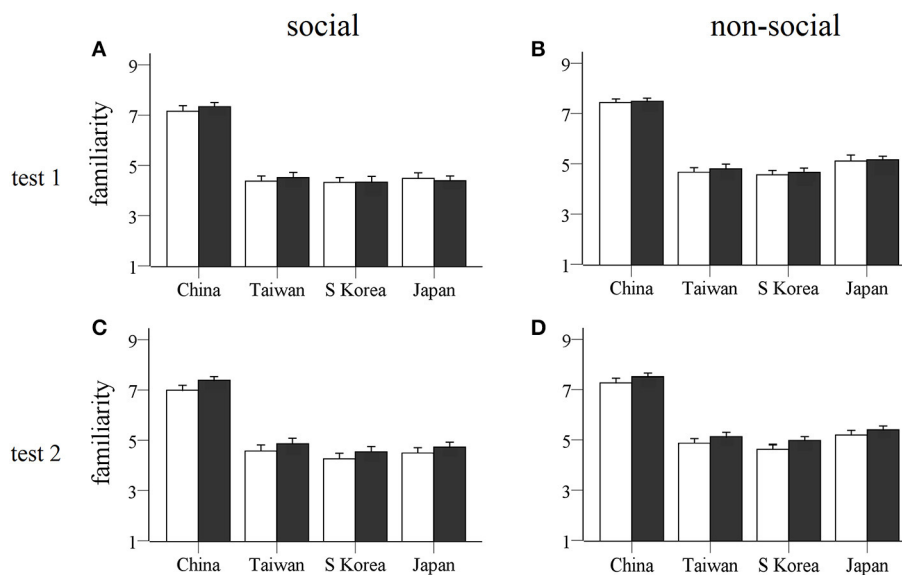 social
non-social
A
B
test 1
familiarity
9
7
5
3
1
China Taiwan S Korea Japan
9
7
5
3
1
China Taiwan S Korea Japan
C
D
test 2
familiarity
9
7
5
3
1
China Taiwan S Korea Japan
9
7
5
3
1
China Taiwan S Korea Japan